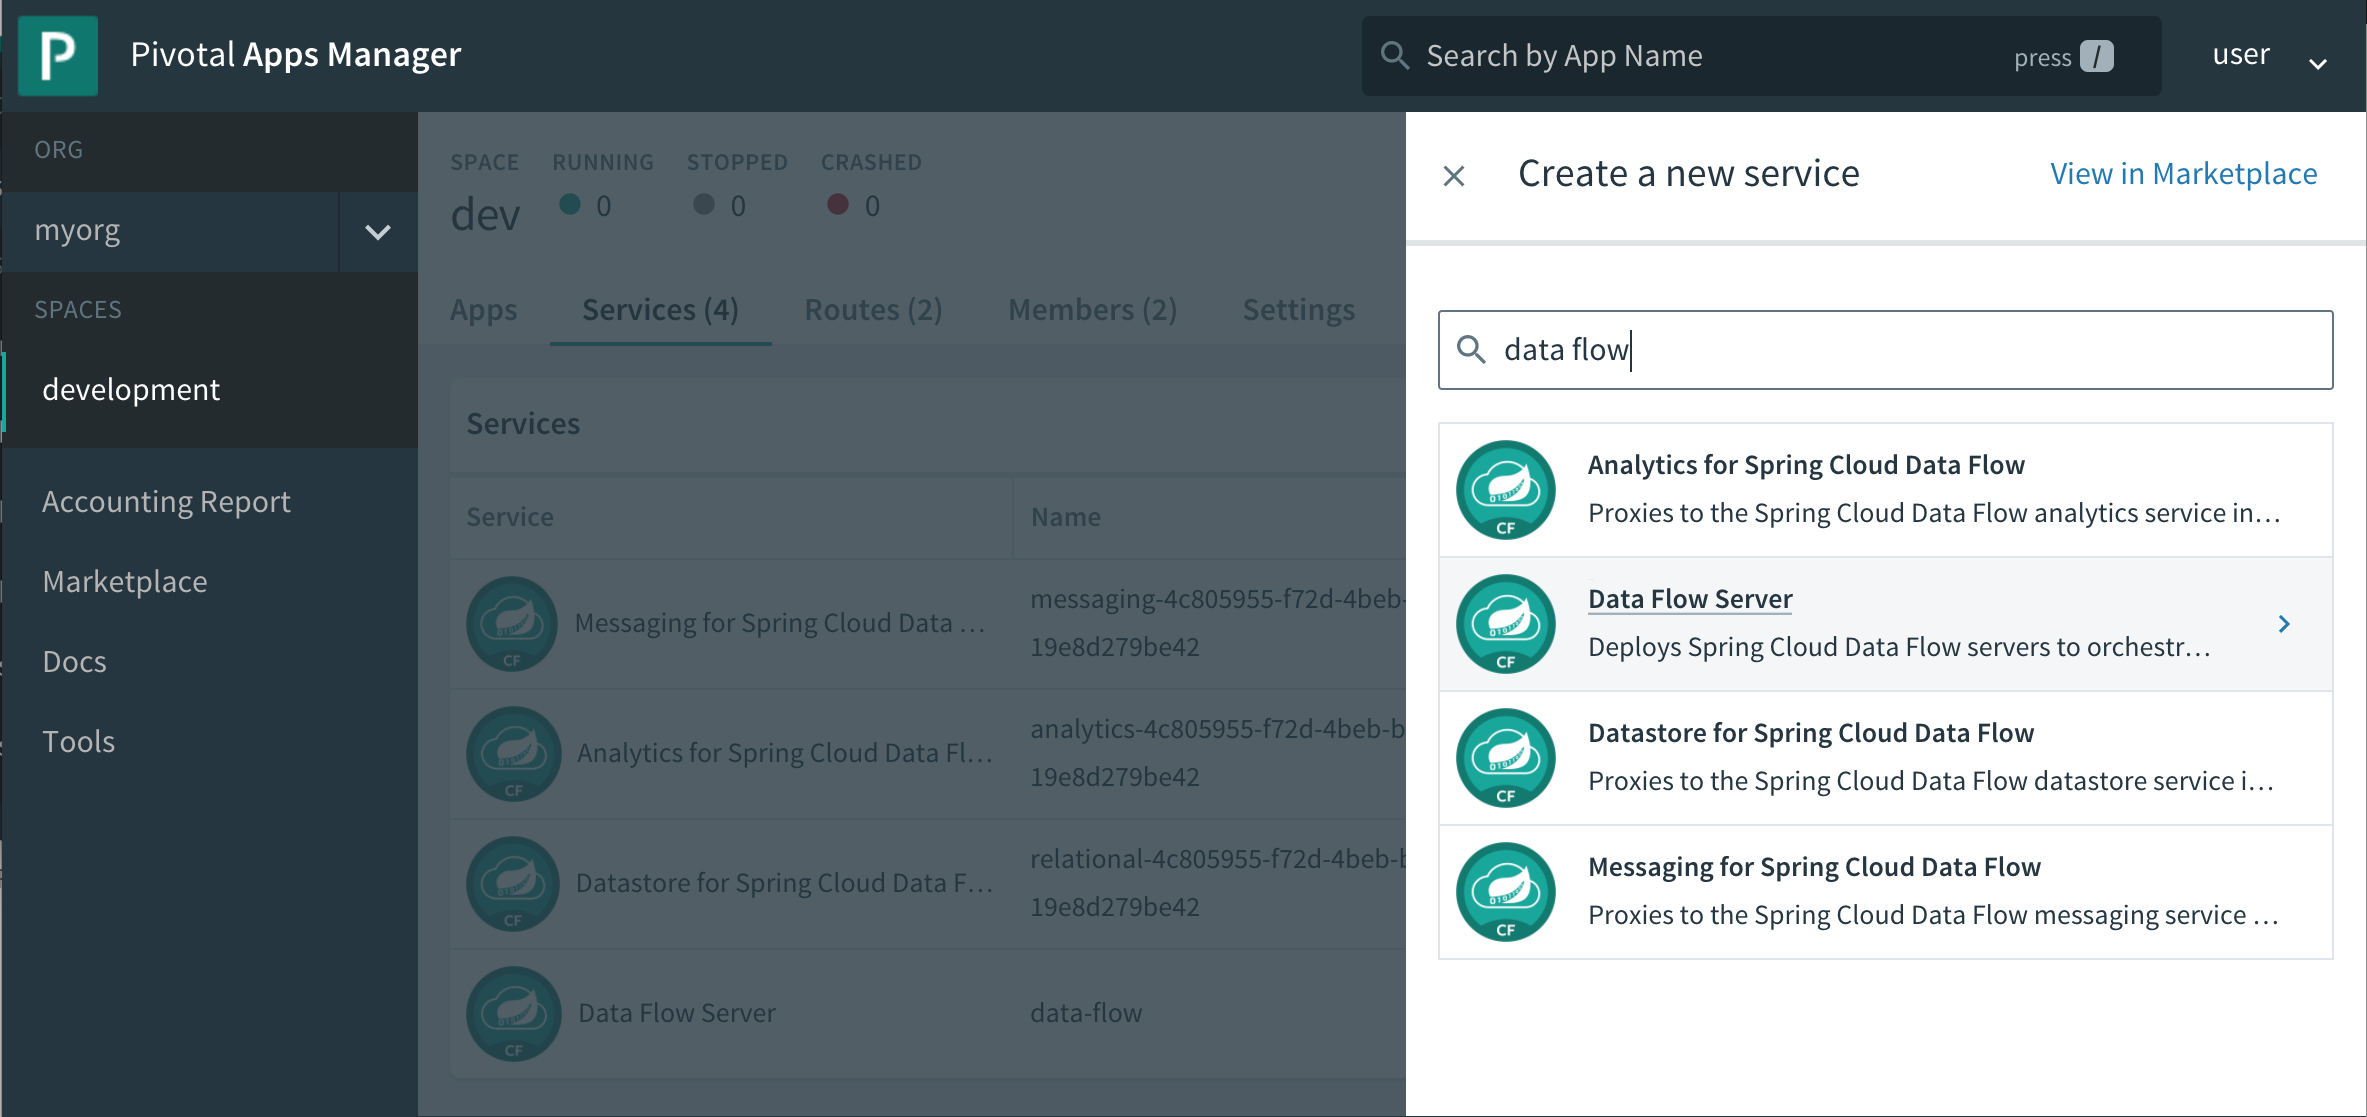 P
Pivotal Apps Manager
Search by App Name
press /
user
ORG
myorg
SPACES
development
Accounting Report
Marketplace
Docs
Tools
SPACE RUNNING STOPPED CRASHED
dev 0 0 0
Apps Services (4) Routes (2) Members (2) Settings
Services
Service Name
CF
Messaging for Spring Cloud Data …
messaging-4c805955-f72d-4beb-
19e8d279be42
CF
Analytics for Spring Cloud Data Fl…
analytics-4c805955-f72d-4beb-b
19e8d279be42
CF
Datastore for Spring Cloud Data F…
relational-4c805955-f72d-4beb-b
19e8d279be42
CF
Data Flow Server
data-flow
Create a new service
View in Marketplace
data flow
CF
Analytics for Spring Cloud Data Flow
Proxies to the Spring Cloud Data Flow analytics service in…
CF
Data Flow Server
Deploys Spring Cloud Data Flow servers to orchestr…
CF
Datastore for Spring Cloud Data Flow
Proxies to the Spring Cloud Data Flow datastore service i…
CF
Messaging for Spring Cloud Data Flow
Proxies to the Spring Cloud Data Flow messaging service …